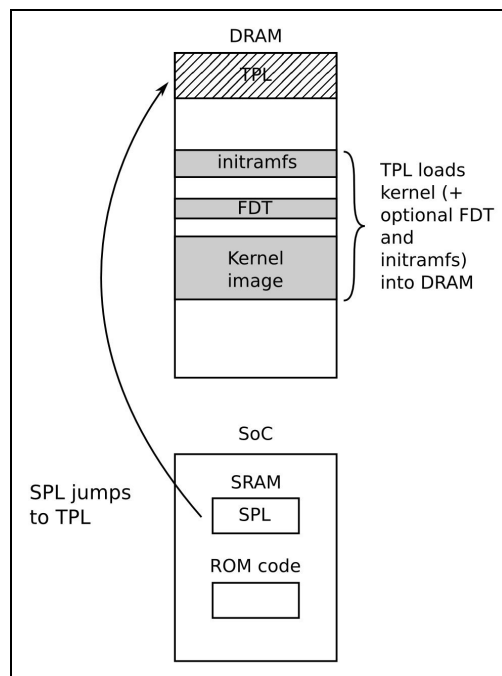 DRAM
TPL
initramfs
FDT
Kernel
image
TPL loads
kernel (+
optional FDT
and
initramfs)
into DRAM
SoC
SRAM
SPL
SPL jumps
to TPL
ROM code